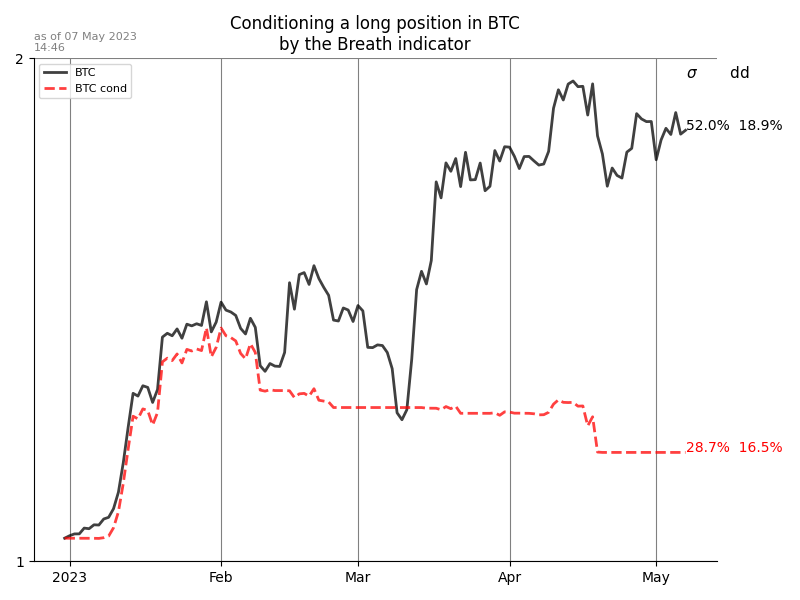 Conditioning a long position in BTC
by the Breath indicator
as of 07 May 2023
14:46
2
BTC
BTC cond
σ dd
52.0% 18.9%
28.7% 16.5%
1
2023 Feb Mar Apr May